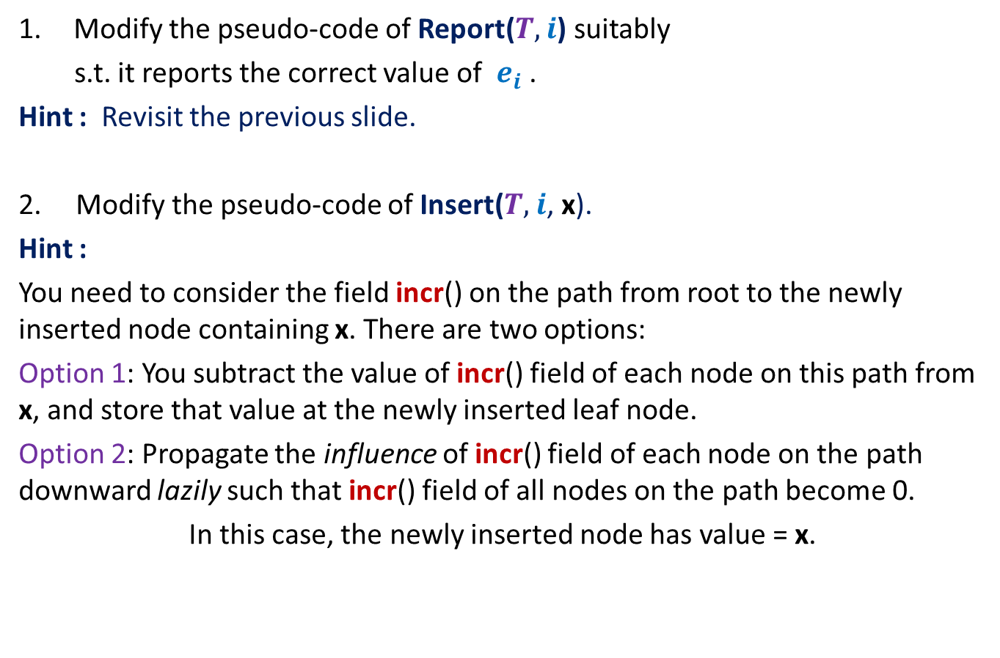 1. Modify the pseudo-code of Report(T, i) suitably
s.t. it reports the correct value of eᵢ .
Hint : Revisit the previous slide.
2. Modify the pseudo-code of Insert(T, i, x).
Hint :
You need to consider the field incr() on the path from root to the newly
inserted node containing x. There are two options:
Option 1: You subtract the value of incr() field of each node on this path from
x, and store that value at the newly inserted leaf node.
Option 2: Propagate the influence of incr() field of each node on the path
downward lazily such that incr() field of all nodes on the path become 0.
In this case, the newly inserted node has value = x.